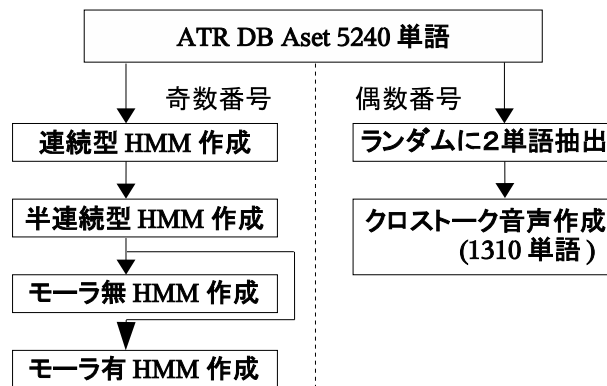 ATR DB Aset 5240 単語
奇数番号
連続型 HMM 作成
半連続型 HMM 作成
モーラ無 HMM 作成
モーラ有 HMM 作成
偶数番号
ランダムに２単語抽出
クロストーク音声作成
(1310 単語 )